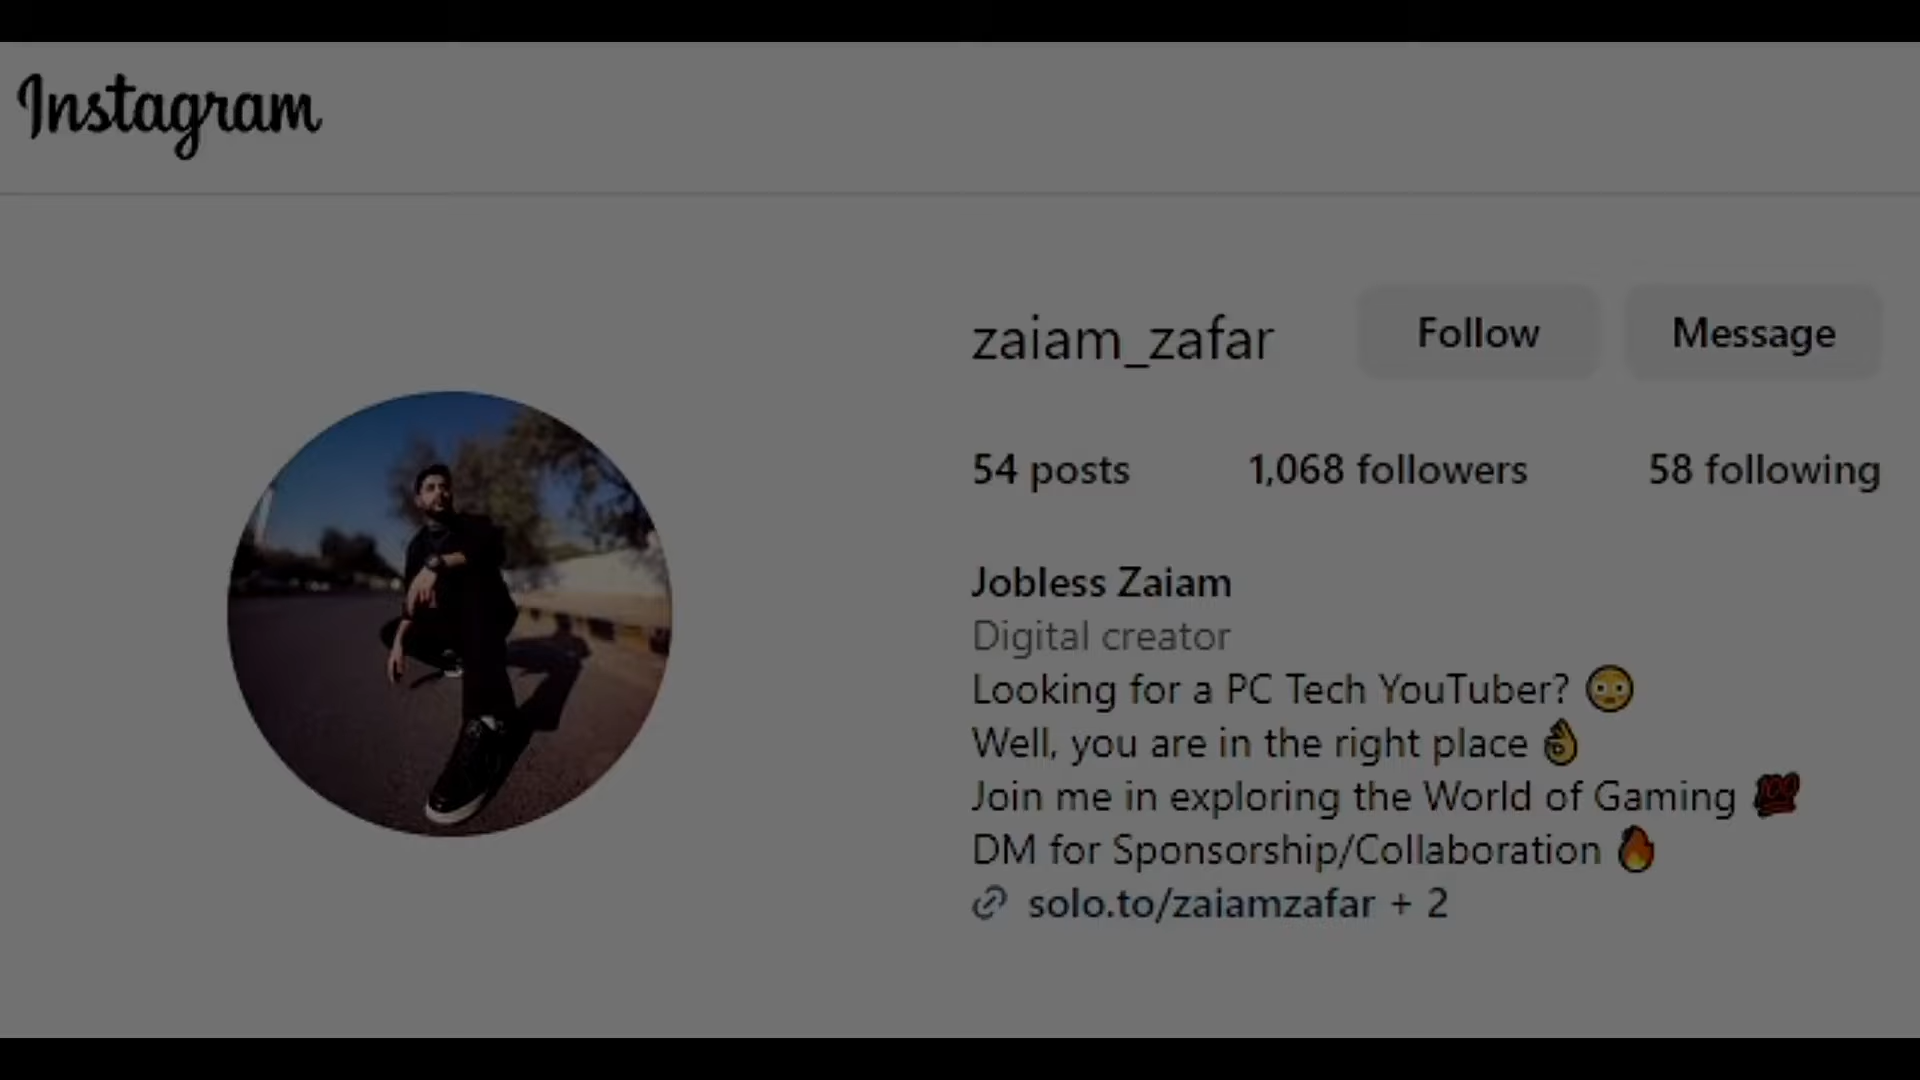 Instagram
zaiam_zafar Follow Message
54 posts 1,068 followers 58 following
Jobless Zaiam
Digital creator
Looking for a PC Tech YouTuber? 😳
Well, you are in the right place 👌
Join me in exploring the World of Gaming 💯
DM for Sponsorship/Collaboration 🔥
solo.to/zaiamzafar + 2